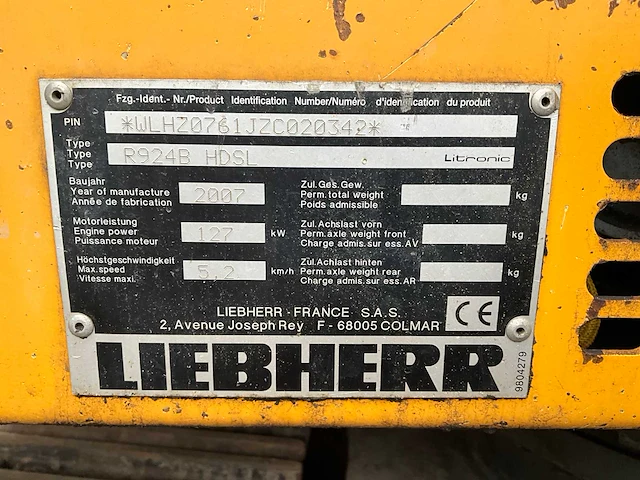 Fzg.-Ident.- Nr./Product Identification Number/Numéro d'identification du produit
PIN *WLHZ0761JZC020342*
Type
Type R924B HDSL Litronic
Type
Baujahr
Year of manufacture 2007
Année de fabrication
Zul. Ges. Gew.
Perm. total weight kg
Poids admissible
Motorleistung
Engine power 127 kW
Puissance moteur
Zul. Achslast vorn
Perm. axle weight front kg
Charge admis. sur ess. AV
Höchstgeschwindigkeit
Max. speed 5,2 km/h
Vitesse maxi.
Zul. Achlast hinten
Perm. axle weight rear kg
Charge admis. sur ess. AR
LIEBHERR - FRANCE S.A.S.
2, Avenue Joseph Rey F - 68005 COLMAR
CE
LIEBHERR
9804279